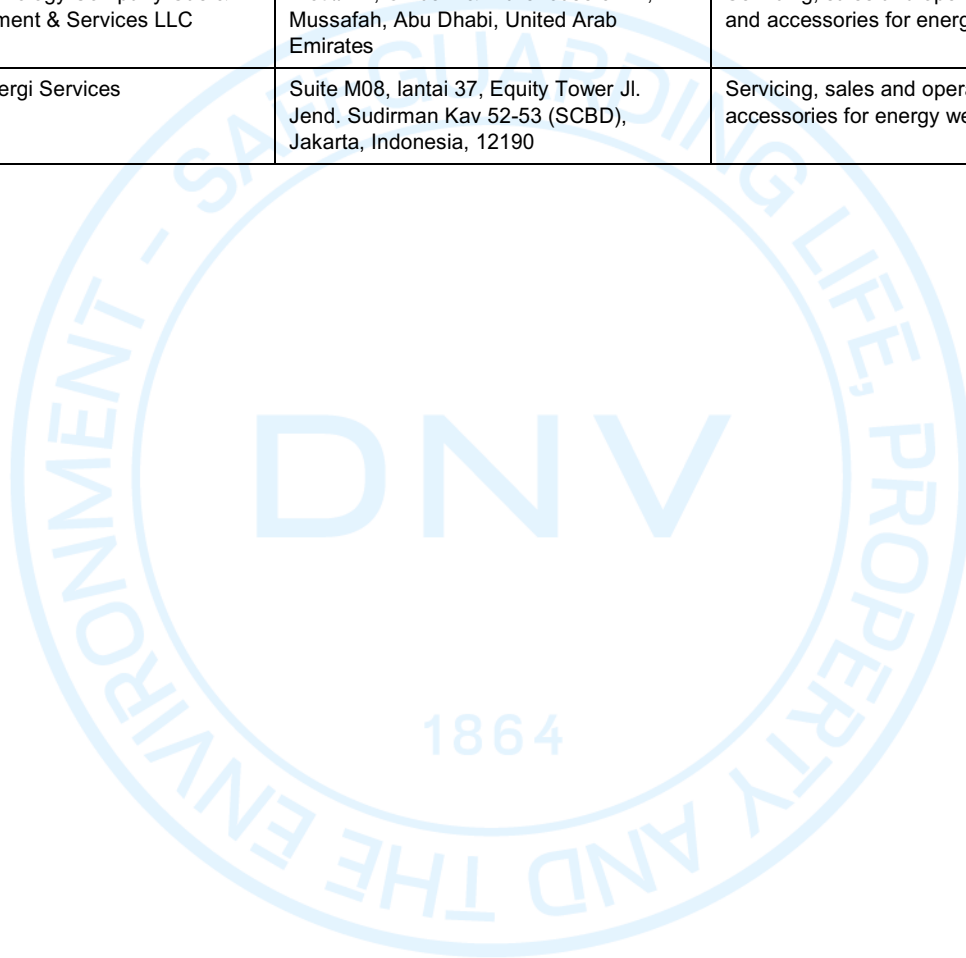 ment & Services LLC
Mussafah, Abu Dhabi, United Arab
Emirates
and accessories for energ
ergi Services
Suite M08, lantai 37, Equity Tower Jl.
Jend. Sudirman Kav 52-53 (SCBD),
Jakarta, Indonesia, 12190
Servicing, sales and opera
accessories for energy we
SAFEGUARDING LIFE, PROPERTY AND THE ENVIRONMENT -
DNV
1864